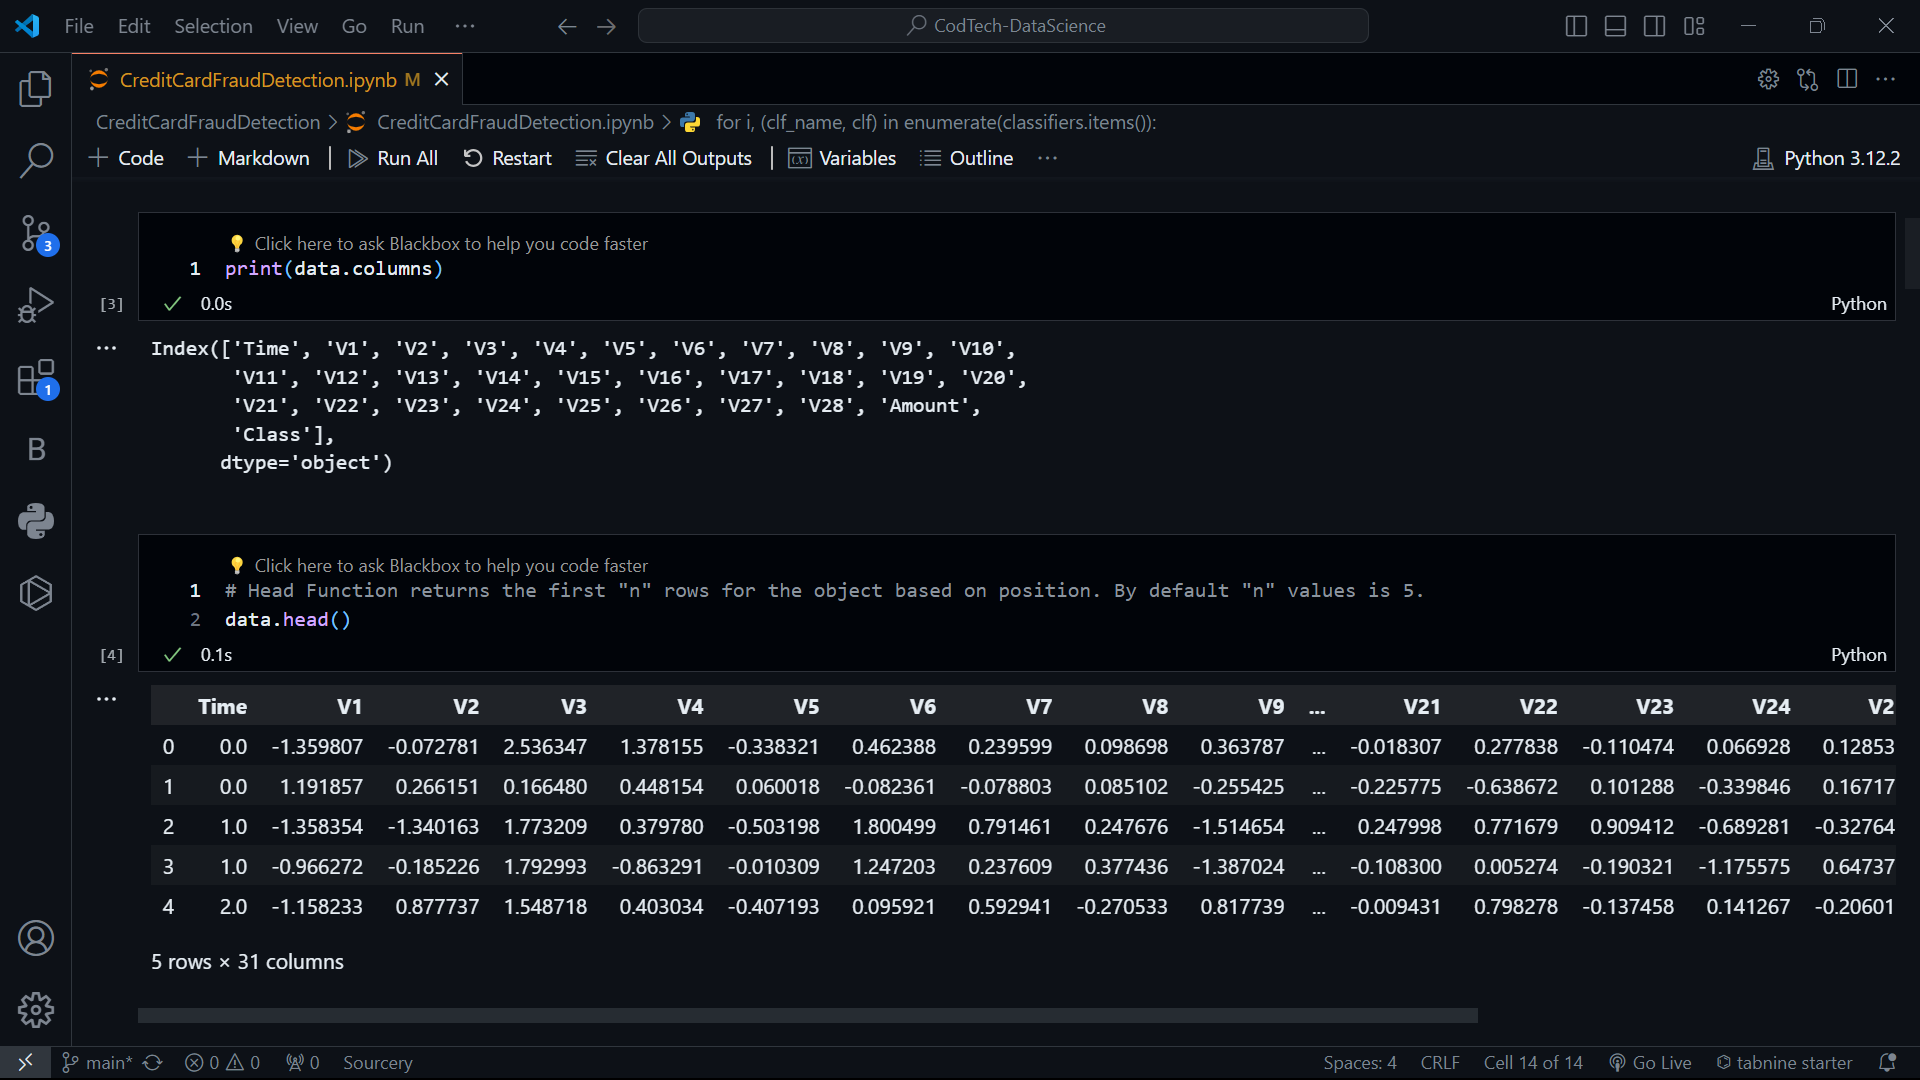 File Edit Selection View Go Run ... CodTech-DataScience
CreditCardFraudDetection.ipynb M
CreditCardFraudDetection > CreditCardFraudDetection.ipynb > for i, (clf_name, clf) in enumerate(classifiers.items()):
+ Code + Markdown | Run All Restart Clear All Outputs | Variables Outline ... Python 3.12.2
Click here to ask Blackbox to help you code faster
1 print(data.columns)
[3] 0.0s Python
Index(['Time', 'V1', 'V2', 'V3', 'V4', 'V5', 'V6', 'V7', 'V8', 'V9', 'V10',
'V11', 'V12', 'V13', 'V14', 'V15', 'V16', 'V17', 'V18', 'V19', 'V20',
'V21', 'V22', 'V23', 'V24', 'V25', 'V26', 'V27', 'V28', 'Amount',
'Class'],
dtype='object')
Click here to ask Blackbox to help you code faster
1 # Head Function returns the first "n" rows for the object based on position. By default "n" values is 5.
2 data.head()
[4] 0.1s Python
Time V1 V2 V3 V4 V5 V6 V7 V8 V9 ... V21 V22 V23 V24 V2
0 0.0 -1.359807 -0.072781 2.536347 1.378155 -0.338321 0.462388 0.239599 0.098698 0.363787 ... -0.018307 0.277838 -0.110474 0.066928 0.12853
1 0.0 1.191857 0.266151 0.166480 0.448154 0.060018 -0.082361 -0.078803 0.085102 -0.255425 ... -0.225775 -0.638672 0.101288 -0.339846 0.16717
2 1.0 -1.358354 -1.340163 1.773209 0.379780 -0.503198 1.800499 0.791461 0.247676 -1.514654 ... 0.247998 0.771679 0.909412 -0.689281 -0.32764
3 1.0 -0.966272 -0.185226 1.792993 -0.863291 -0.010309 1.247203 0.237609 0.377436 -1.387024 ... -0.108300 0.005274 -0.190321 -1.175575 0.64737
4 2.0 -1.158233 0.877737 1.548718 0.403034 -0.407193 0.095921 0.592941 -0.270533 0.817739 ... -0.009431 0.798278 -0.137458 0.141267 -0.20601
5 rows × 31 columns
3
1
B
main* 0 0 0 Sourcery Spaces: 4 CRLF Cell 14 of 14 Go Live tabnine starter